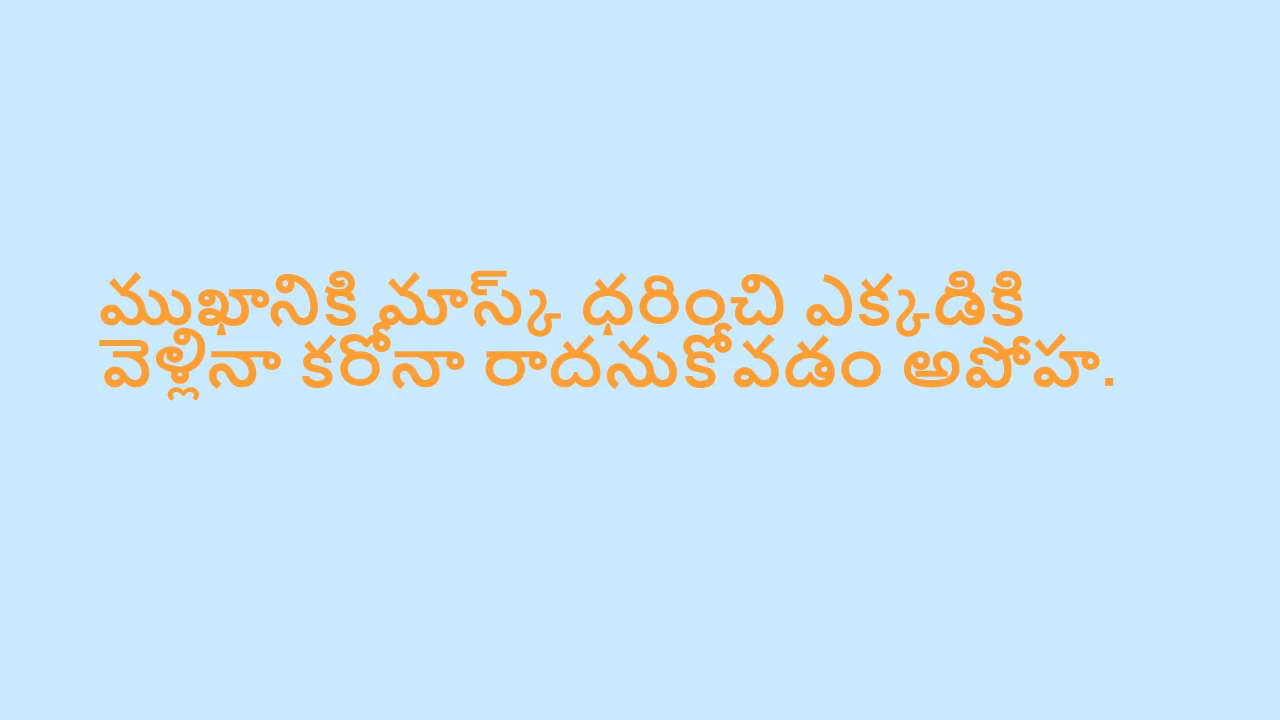 ముఖానికి మాస్క్ ధరించి ఎక్కడికి
వెళ్లినా కరోనా రాదనుకోవడం అపోహ.